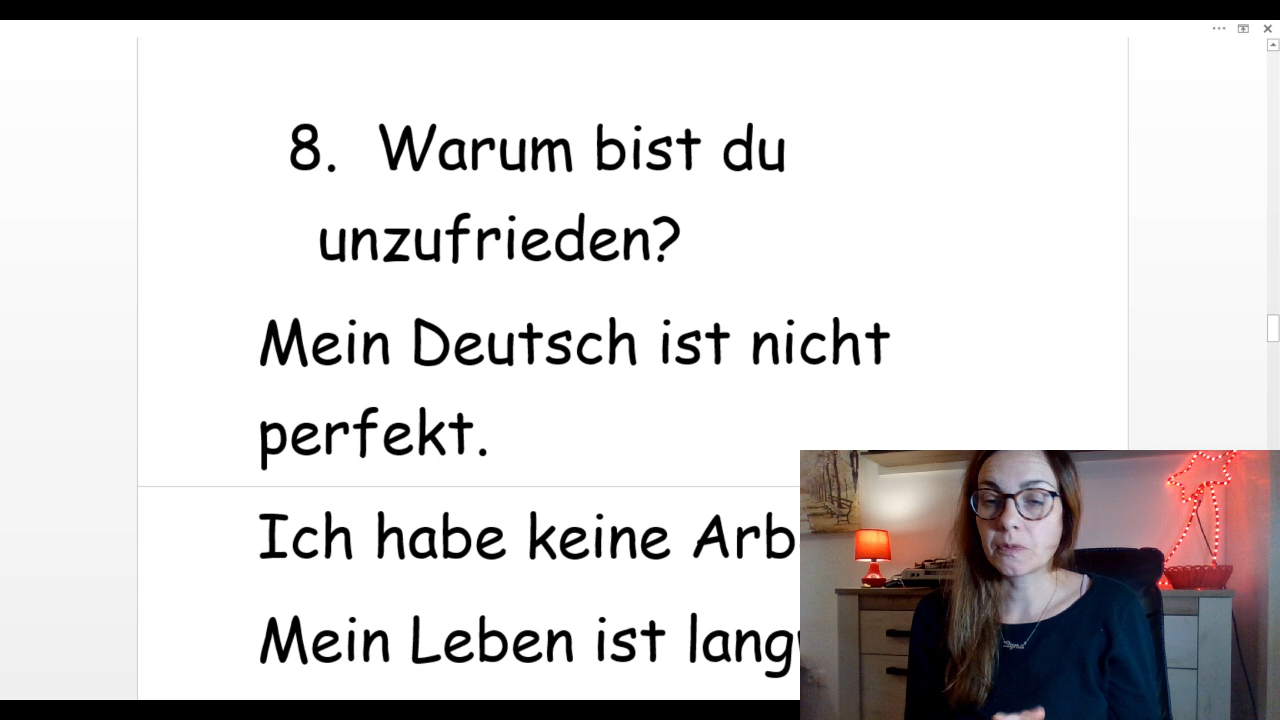 8. Warum bist du
unzufrieden?
Mein Deutsch ist nicht
perfekt.
Ich habe keine
Mein Leben ist